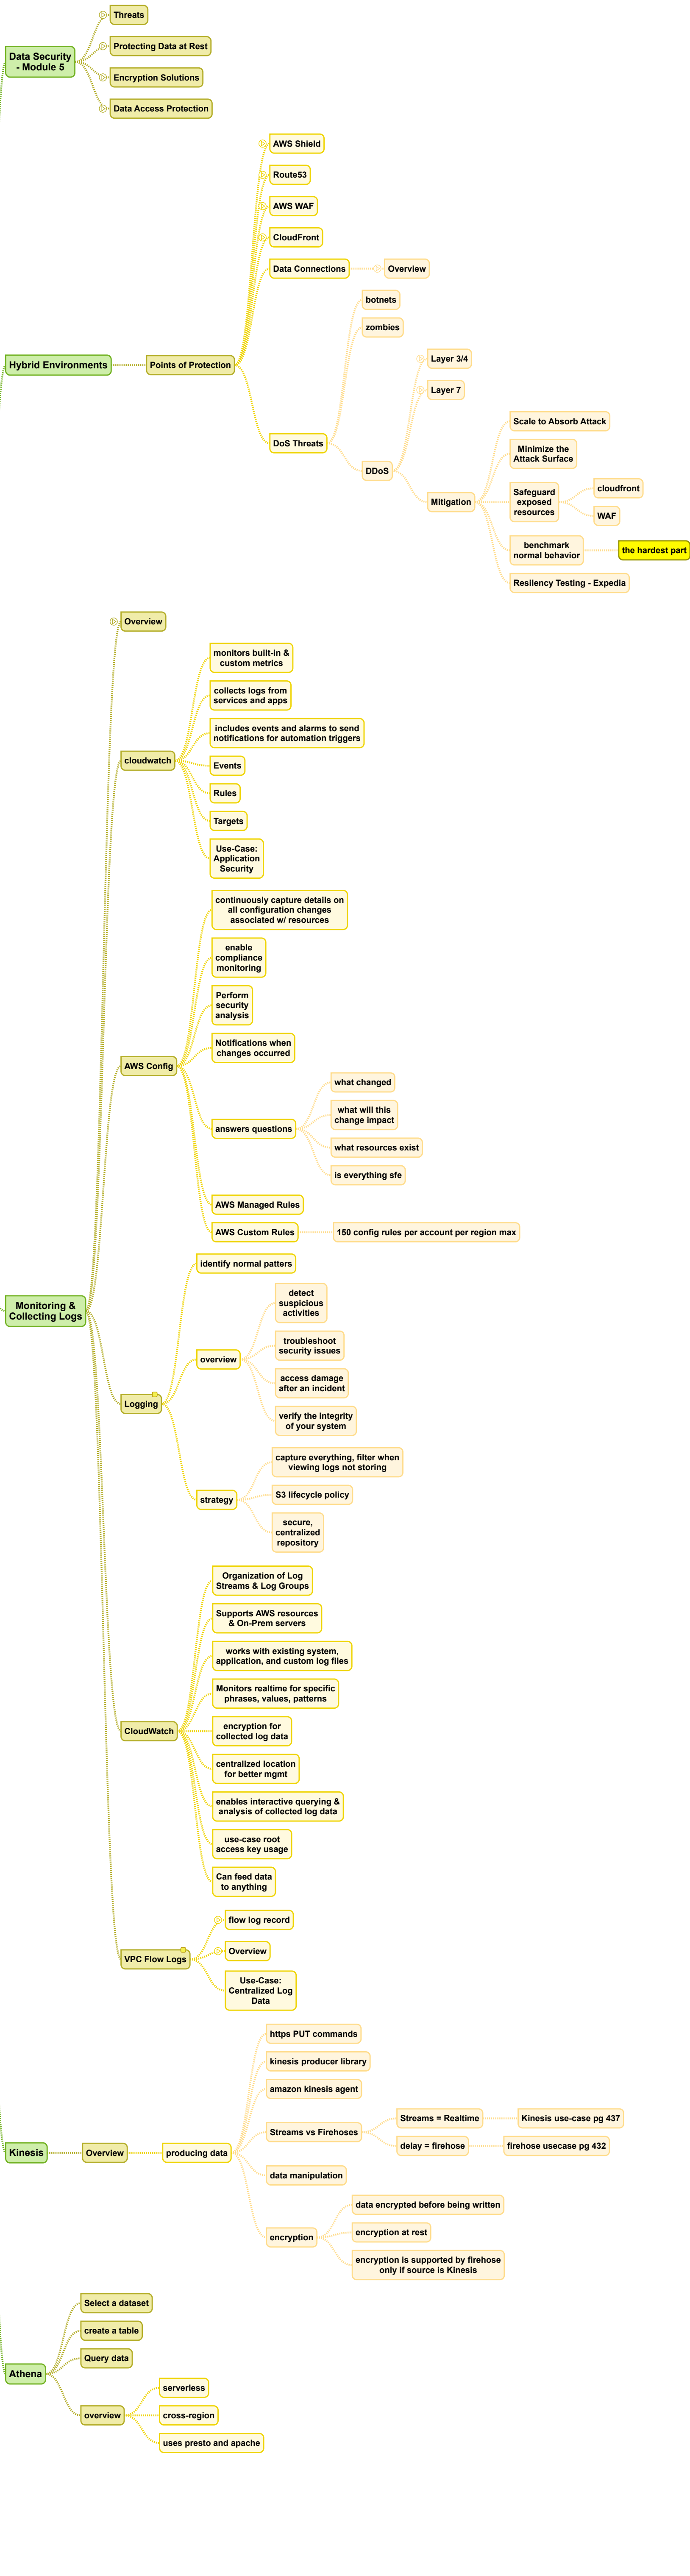 Threats
Protecting Data at Rest
Data Security
- Module 5
Encryption Solutions
Data Access Protection
AWS Shield
Route53
AWS WAF
CloudFront
Data Connections
Overview
botnets
zombies
Layer 3/4
Hybrid Environments
Points of Protection
Layer 7
Scale to Absorb Attack
DoS Threats
Minimize the
Attack Surface
DDoS
Mitigation
Safeguard
exposed
resources
cloudfront
WAF
benchmark
normal behavior
the hardest part
Resilency Testing - Expedia
Overview
monitors built-in &
custom metrics
collects logs from
services and apps
includes events and alarms to send
notifications for automation triggers
cloudwatch
Events
Rules
Targets
Use-Case:
Application
Security
continuously capture details on
all configuration changes
associated w/ resources
enable
compliance
monitoring
Perform
security
analysis
Notifications when
changes occurred
AWS Config
what changed
what will this
change impact
answers questions
what resources exist
is everything sfe
AWS Managed Rules
AWS Custom Rules
150 config rules per account per region max
identify normal patters
Monitoring &
Collecting Logs
detect
suspicious
activities
troubleshoot
security issues
overview
access damage
after an incident
Logging
verify the integrity
of your system
capture everything, filter when
viewing logs not storing
strategy
S3 lifecycle policy
secure,
centralized
repository
Organization of Log
Streams & Log Groups
Supports AWS resources
& On-Prem servers
works with existing system,
application, and custom log files
Monitors realtime for specific
phrases, values, patterns
CloudWatch
encryption for
collected log data
centralized location
for better mgmt
enables interactive querying &
analysis of collected log data
use-case root
access key usage
Can feed data
to anything
flow log record
VPC Flow Logs
Overview
Use-Case:
Centralized Log
Data
https PUT commands
kinesis producer library
amazon kinesis agent
Streams vs Firehoses
Streams = Realtime
Kinesis use-case pg 437
delay = firehose
firehose usecase pg 432
Kinesis
Overview
producing data
data manipulation
data encrypted before being written
encryption
encryption at rest
encryption is supported by firehose
only if source is Kinesis
Select a dataset
create a table
Query data
Athena
serverless
overview
cross-region
uses presto and apache